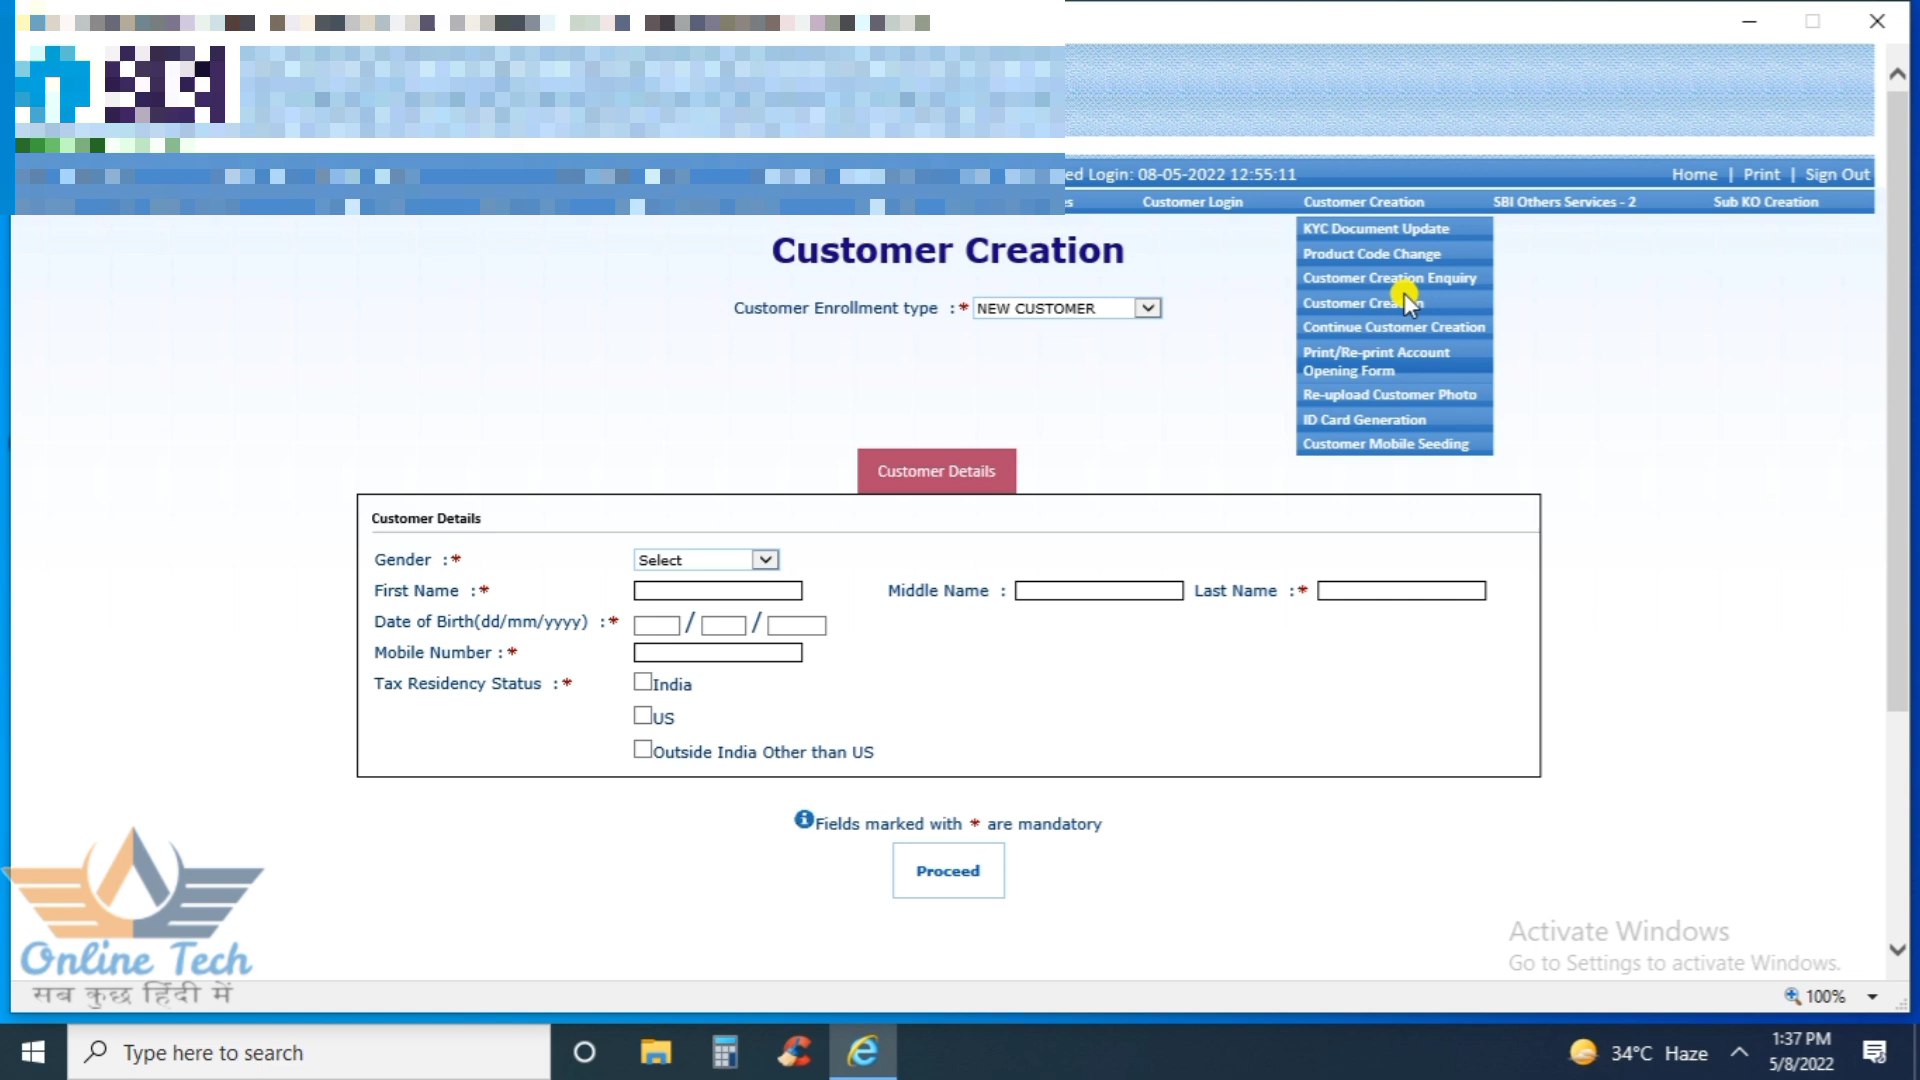 ed Login: 08-05-2022 12:55:11
Home | Print | Sign Out
es Customer Login Customer Creation SBI Others Services - 2 Sub KO Creation
KYC Document Update
Product Code Change
Customer Creation Enquiry
Customer
Continue Customer Creation
Print/Re-print Account
Opening Form
Re-upload Customer Photo
ID Card Generation
Customer Mobile Seeding
Customer Creation
Customer Enrollment type :* NEW CUSTOMER
Customer Details
Customer Details
Gender :* Select
First Name :* Middle Name : Last Name :*
Date of Birth(dd/mm/yyyy) :* / /
Mobile Number :*
Tax Residency Status :* India
US
Outside India Other than US
Fields marked with * are mandatory
Proceed
Online Tech
सब कुछ हिंदी में
Activate Windows
Go to Settings to activate Windows.
100%
Type here to search
34°C Haze
1:37 PM
5/8/2022